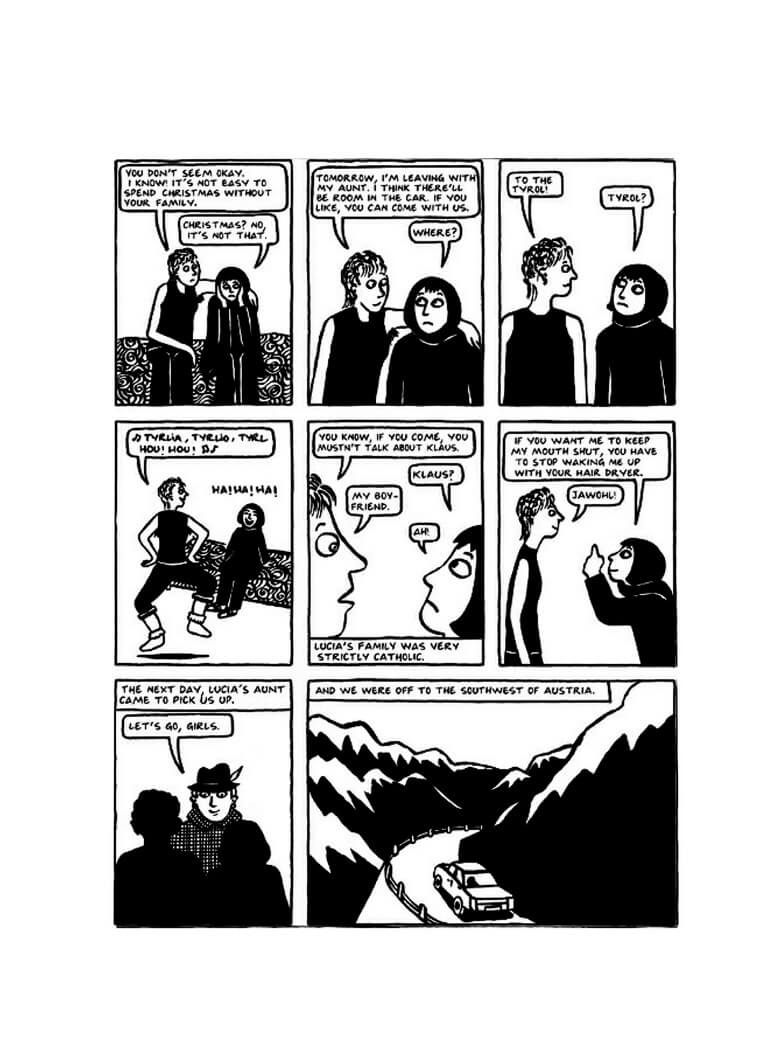 YOU DON'T SEEM OKAY.
I KNOW! IT'S NOT EASY TO
SPEND CHRISTMAS WITHOUT
YOUR FAMILY.
CHRISTMAS? NO,
IT'S NOT THAT.
TOMORROW, I'M LEAVING WITH
MY AUNT. I THINK THERE'LL
BE ROOM IN THE CAR. IF YOU
LIKE, YOU CAN COME WITH US.
WHERE?
TO THE
TYROL!
TYROL?
♫ TYRLIA, TYRLIO, TYRL
HOU! HOU! ♫♪
HA! HA! HA!
YOU KNOW, IF YOU COME, YOU
MUSTN'T TALK ABOUT KLAUS.
KLAUS?
MY BOY-
FRIEND.
AH!
LUCIA'S FAMILY WAS VERY
STRICTLY CATHOLIC.
IF YOU WANT ME TO KEEP
MY MOUTH SHUT, YOU HAVE
TO STOP WAKING ME UP
WITH YOUR HAIR DRYER.
JAWOHL!
THE NEXT DAY, LUCIA'S AUNT
CAME TO PICK US UP.
LET'S GO, GIRLS.
AND WE WERE OFF TO THE SOUTHWEST OF AUSTRIA.